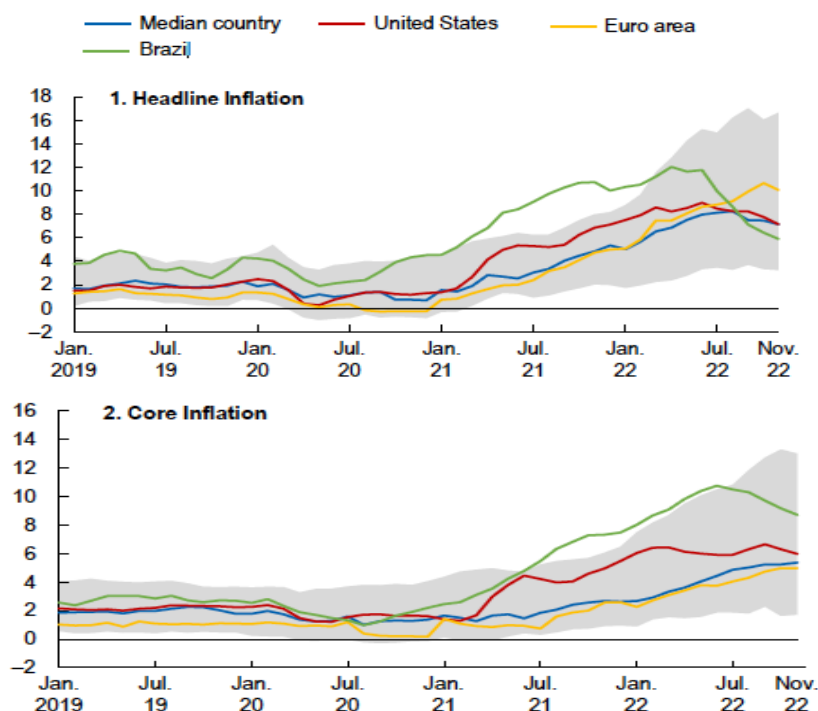 Median country United States Euro area
Brazil
1. Headline Inflation
18
16
14
12
10
8
6
4
2
0
–2
Jan. Jul. Jan. Jul. Jan. Jul. Jan. Jul. Nov.
2019 19 20 20 21 21 22 22 22
2. Core Inflation
16
14
12
10
8
6
4
2
0
–2
Jan. Jul. Jan. Jul. Jan. Jul. Jan. Jul. Nov.
2019 19 20 20 21 21 22 22 22